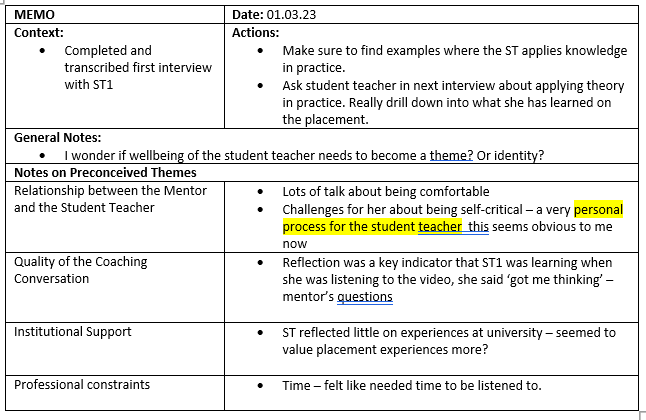 MEMO
Date: 01.03.23
Context:
• Completed and
transcribed first interview
with ST1
Actions:
• Make sure to find examples where the ST applies knowledge
in practice.
• Ask student teacher in next interview about applying theory
in practice. Really drill down into what she has learned on
the placement.
General Notes:
• I wonder if wellbeing of the student teacher needs to become a theme? Or identity?
Notes on Preconceived Themes
Relationship between the Mentor
and the Student Teacher
• Lots of talk about being comfortable
• Challenges for her about being self-critical – a very personal
process for the student teacher this seems obvious to me
now
Quality of the Coaching
Conversation
• Reflection was a key indicator that ST1 was learning when
she was listening to the video, she said ‘got me thinking’ –
mentor’s questions
Institutional Support
• ST reflected little on experiences at university – seemed to
value placement experiences more?
Professional constraints
• Time – felt like needed time to be listened to.